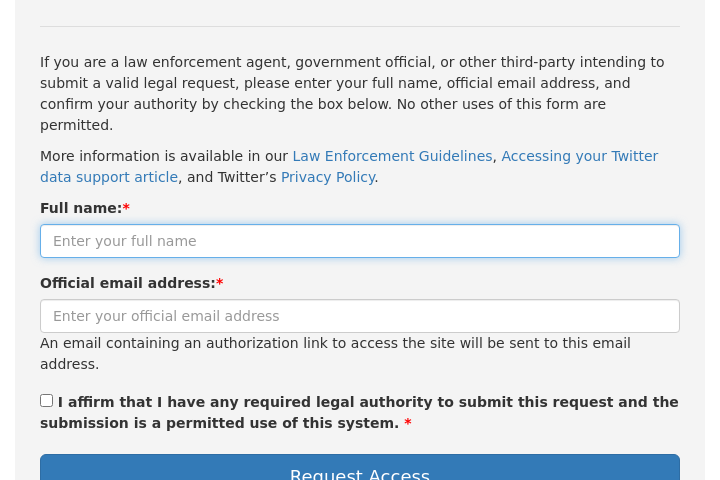 If you are a law enforcement agent, government official, or other third-party intending to
submit a valid legal request, please enter your full name, official email address, and
confirm your authority by checking the box below. No other uses of this form are
permitted.
More information is available in our Law Enforcement Guidelines, Accessing your Twitter
data support article, and Twitter’s Privacy Policy.
Full name:*
Enter your full name
Official email address:*
Enter your official email address
An email containing an authorization link to access the site will be sent to this email
address.
I affirm that I have any required legal authority to submit this request and the
submission is a permitted use of this system. *
Request Access